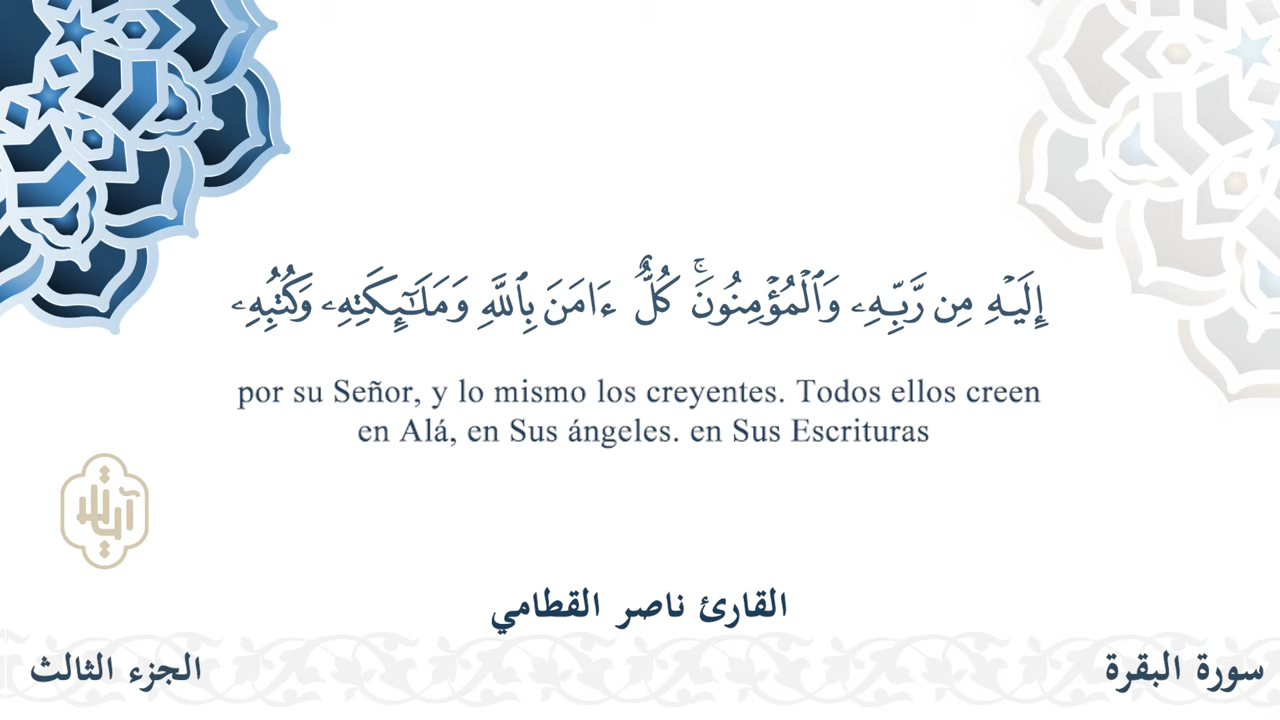 إِلَيْهِ مِن رَّبِّهِۦ وَٱلْمُؤْمِنُونَ ۚ كُلٌّ ءَامَنَ بِٱللَّهِ وَمَلَـٰٓئِكَتِهِۦ وَكُتُبِهِۦ
por su Señor, y lo mismo los creyentes. Todos ellos creen
en Alá, en Sus ángeles. en Sus Escrituras
القارئ ناصر القطامي
سورة البقرة
الجزء الثالث